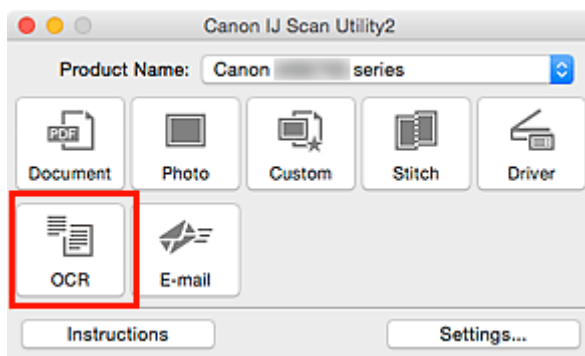 Canon IJ Scan Utility2
Product Name: Canon series
PDF
Document Photo Custom Stitch Driver
OCR E-mail
Instructions Settings...